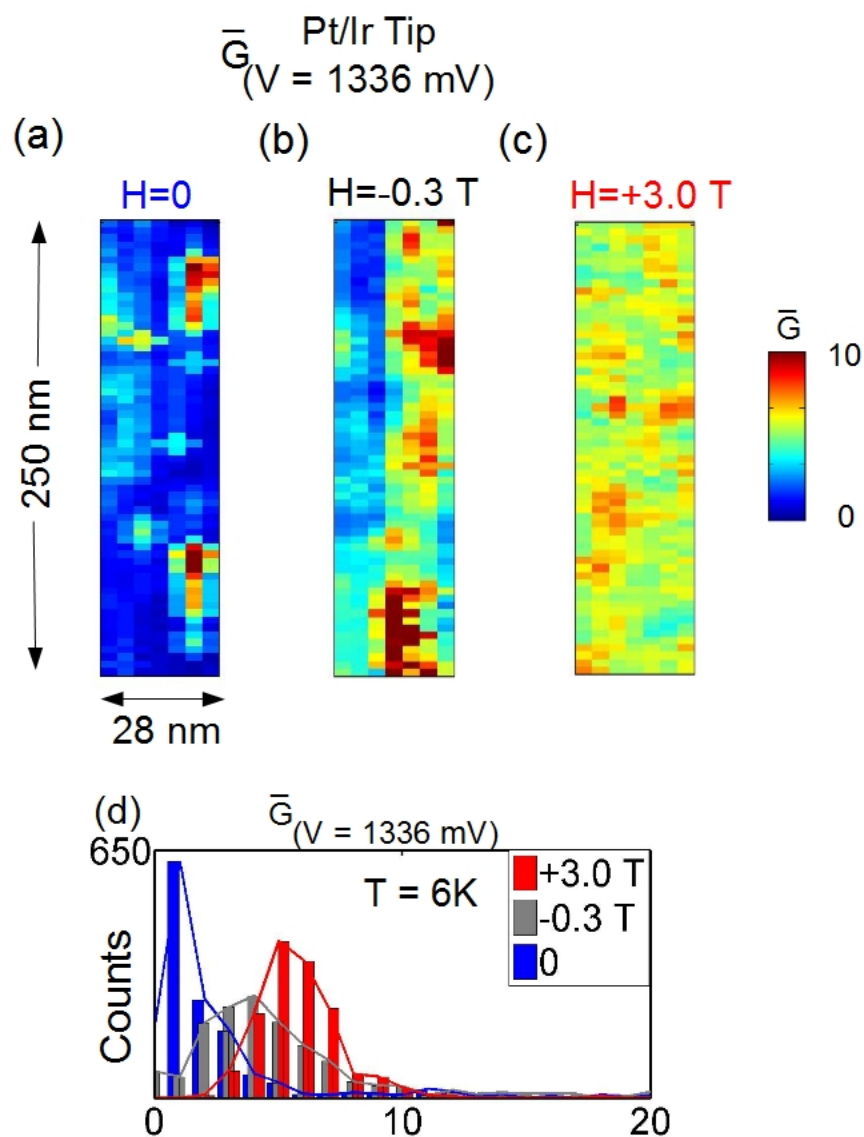 Pt/Ir Tip
G̅ (V = 1336 mV)
(a) (b) (c)
H=0 H=-0.3 T H=+3.0 T
250 nm
G̅
10
0
28 nm
(d) G̅ (V = 1336 mV)
650
T = 6K
+3.0 T
-0.3 T
0
Counts
0 10 20